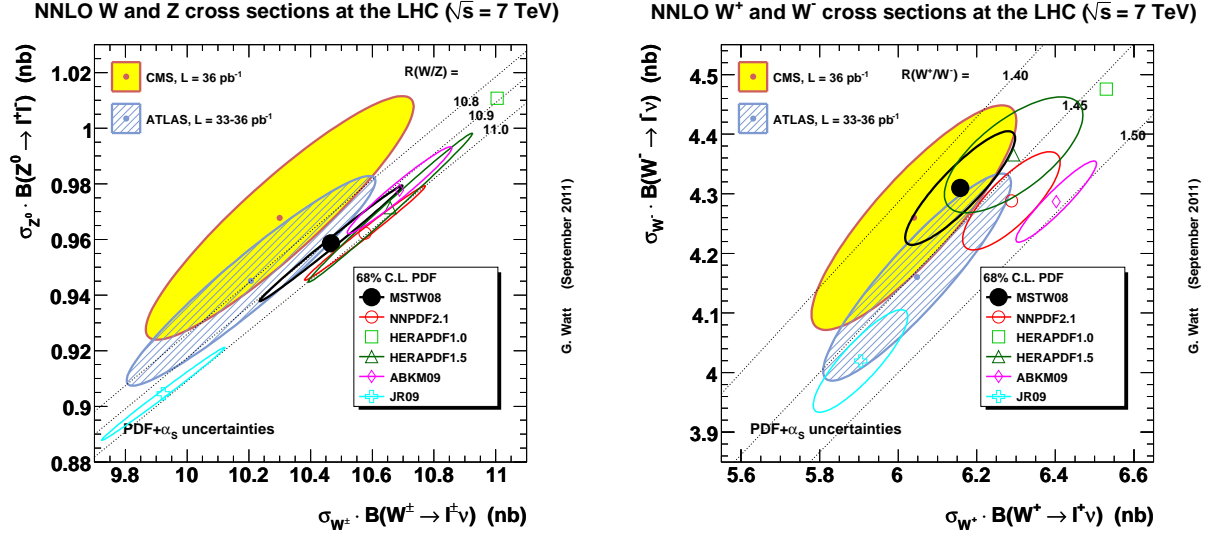 NNLO W and Z cross sections at the LHC (√s = 7 TeV)
σ_Z⁰ · B(Z⁰ → l⁺l⁻) (nb)
1.02
1
0.98
0.96
0.94
0.92
0.9
0.88
CMS, L = 36 pb⁻¹
ATLAS, L = 33-36 pb⁻¹
R(W/Z) =
10.8
10.9
11.0
68% C.L. PDF
MSTW08
NNPDF2.1
HERAPDF1.0
HERAPDF1.5
ABKM09
JR09
PDF+α_S uncertainties
9.8 10 10.2 10.4 10.6 10.8 11
σ_W± · B(W± → l±ν) (nb)
G. Watt (September 2011)
NNLO W⁺ and W⁻ cross sections at the LHC (√s = 7 TeV)
σ_W⁻ · B(W⁻ → l⁻ν) (nb)
4.5
4.4
4.3
4.2
4.1
4
3.9
CMS, L = 36 pb⁻¹
ATLAS, L = 33-36 pb⁻¹
R(W⁺/W⁻) =
1.40
1.45
1.50
68% C.L. PDF
MSTW08
NNPDF2.1
HERAPDF1.0
HERAPDF1.5
ABKM09
JR09
PDF+α_S uncertainties
5.6 5.8 6 6.2 6.4 6.6
σ_W⁺ · B(W⁺ → l⁺ν) (nb)
G. Watt (September 2011)